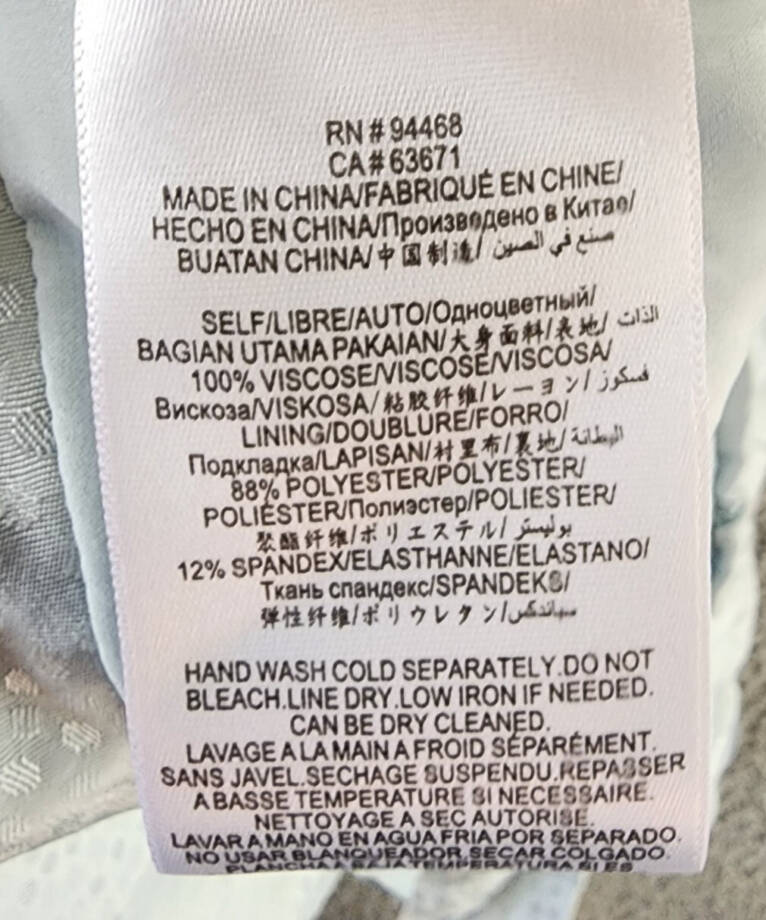 RN # 94468
CA # 63671
MADE IN CHINA/FABRIQUÉ EN CHINE/
HECHO EN CHINA/Произведено в Китае/
BUATAN CHINA/中国制造/ صنع في الصين
SELF/LIBRE/AUTO/Одноцветный/
BAGIAN UTAMA PAKAIAN/大身面料/表地/ الذات
100% VISCOSE/VISCOSE/VISCOSA/
Вискоза/VISKOSA/粘胶纤维/レーヨン/ فسكوز
LINING/DOUBLURE/FORRO/
Подкладка/LAPISAN/村里布/裏地/ البطانة
88% POLYESTER/POLYESTER/
POLIÉSTER/Полиэстер/POLIESTER/
聚酯纤维/ポリエステル/ بوليستر
12% SPANDEX/ELASTHANNE/ELASTANO/
Ткань спандекс/SPANDEKS/
弹性纤维/ポリウレタン/ سباندكس
HAND WASH COLD SEPARATELY.DO NOT
BLEACH.LINE DRY.LOW IRON IF NEEDED.
CAN BE DRY CLEANED.
LAVAGE A LA MAIN A FROID SÉPARÉMENT.
SANS JAVEL.SECHAGE SUSPENDU.REPASSER
A BASSE TEMPERATURE SI NECESSAIRE.
NETTOYAGE A SEC AUTORISE.
LAVAR A MANO EN AGUA FRIA POR SEPARADO.
NO USAR BLANQUEADOR.SECAR COLGADO.
PLANCHA A BAJA TEMPERATURA SI ES